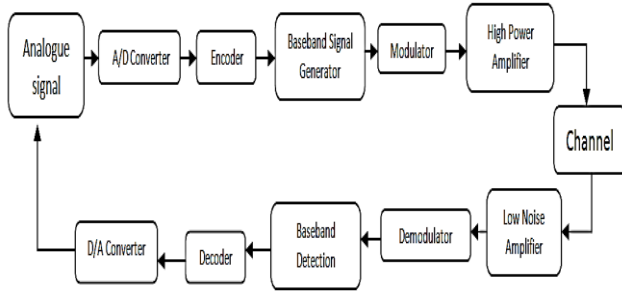 Analogue
signal
A/D Converter
Encoder
Baseband Signal
Generator
Modulator
High Power
Amplifier
Channel
Low Noise
Amplifier
Demodulator
Baseband
Detection
Decoder
D/A Converter